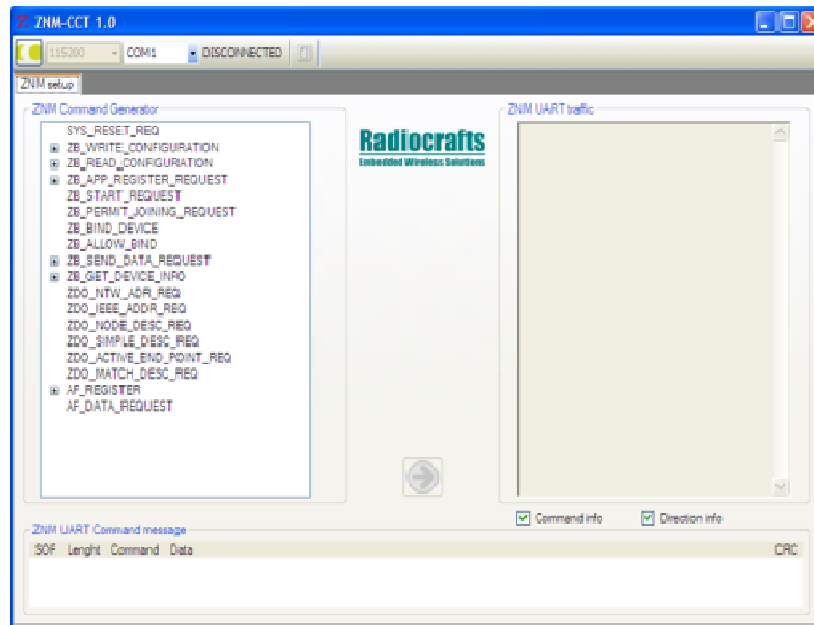 ZNM-CCT 1.0
115200 COM1 DISCONNECTED
ZNM setup
ZNM Command Generator
SYS_RESET_REQ
ZB_WRITE_CONFIGURATION
ZB_READ_CONFIGURATION
ZB_APP_REGISTER_REQUEST
ZB_START_REQUEST
ZB_PERMIT_JOINING_REQUEST
ZB_BIND_DEVICE
ZB_ALLOW_BIND
ZB_SEND_DATA_REQUEST
ZB_GET_DEVICE_INFO
ZDO_NTW_ADR_REQ
ZDO_IEEE_ADDR_REQ
ZDO_NODE_DESC_REQ
ZDO_SIMPLE_DESC_REQ
ZDO_ACTIVE_END_POINT_REQ
ZDO_MATCH_DESC_REQ
AF_REGISTER
AF_DATA_REQUEST
Radiocrafts
Embedded Wireless Solutions
ZNM UART traffic
Command info
Direction info
ZNM UART Command message
SOF Lenght Command Data CRC